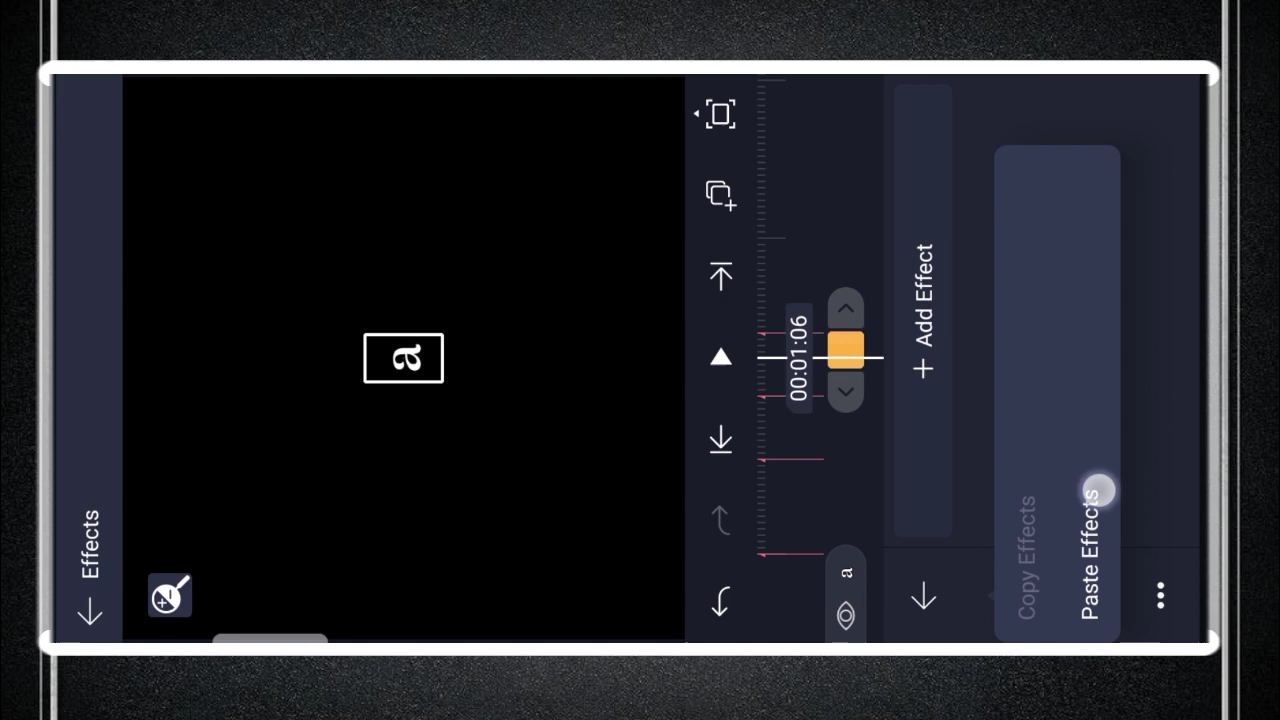 Effects
a
00:01:06
a
+ Add Effect
Copy Effects
Paste Effects